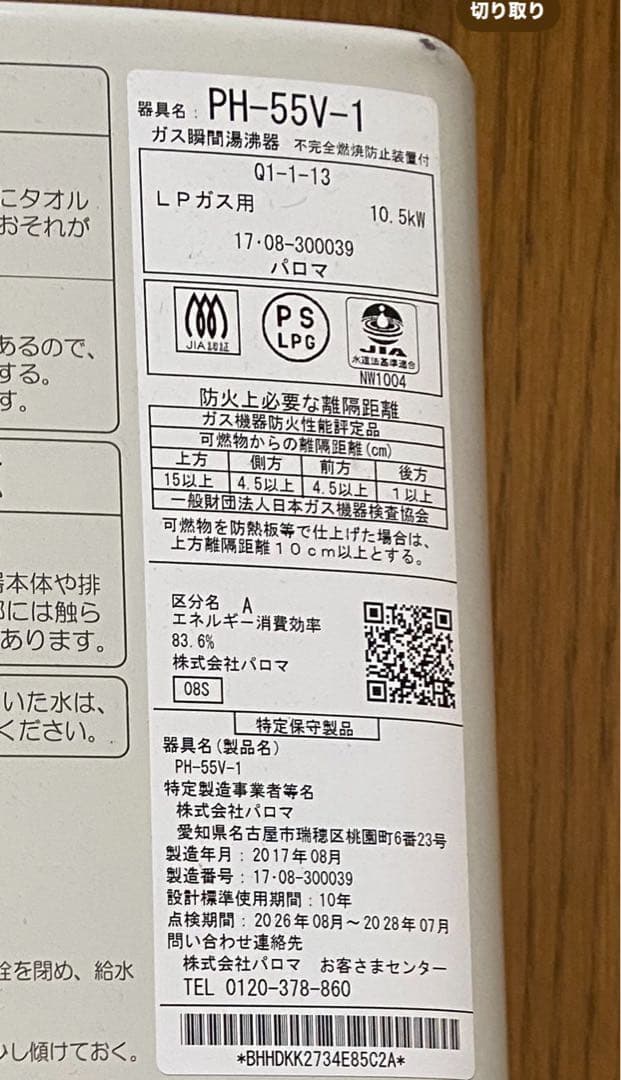 切り取り
にタオル
おそれが
あるので、
する。
す。
器本体や排
部には触ら
あります。
いた水は、
ください。
栓を閉め、給水
少し傾けておく。
器具名: PH-55V-1
ガス瞬間湯沸器 不完全燃焼防止装置付
Q1-1-13
LPガス用 10.5kW
17・08-300039
パロマ
JIA認証
PS
LPG
JIA
水道法基準適合
NW1004
防火上必要な離隔距離
ガス機器防火性能評定品
可燃物からの離隔距離(cm)
上方 側方 前方 後方
15以上 4.5以上 4.5以上 1以上
一般財団法人日本ガス機器検査協会
可燃物を防熱板等で仕上げた場合は、
上方離隔距離10cm以上とする。
区分名 A
エネルギー消費効率
83.6%
株式会社パロマ
08S
特定保守製品
器具名(製品名)
PH-55V-1
特定製造事業者等名
株式会社パロマ
愛知県名古屋市瑞穂区桃園町6番23号
製造年月:2017年08月
製造番号:17・08-300039
設計標準使用期間:10年
点検期間:2026年08月~2028年07月
問い合わせ連絡先
株式会社パロマ お客さまセンター
TEL 0120-378-860
*BHHDKK2734E85C2A*